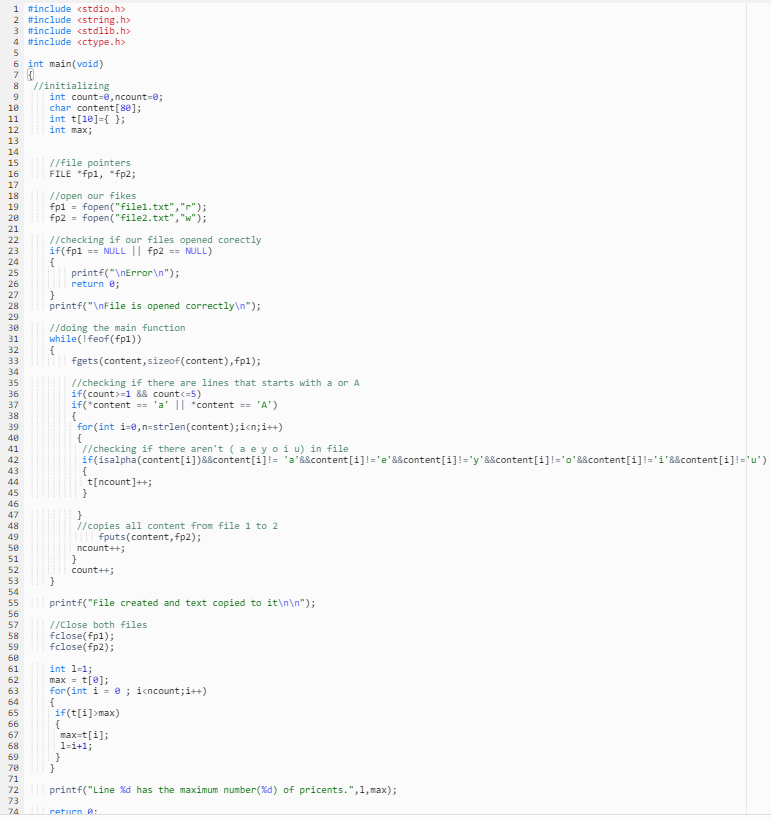 1 #include <stdio.h>
2 #include <string.h>
3 #include <stdlib.h>
4 #include <ctype.h>
5
6 int main(void)
7 {
8 //initializing
9 int count=0,ncount=0;
10 char content[80];
11 int t[10]={ };
12 int max;
13
14
15 //file pointers
16 FILE *fp1, *fp2;
17
18 //open our fikes
19 fp1 = fopen("file1.txt","r");
20 fp2 = fopen("file2.txt","w");
21
22 //checking if our files opened corectly
23 if(fp1 == NULL || fp2 == NULL)
24 {
25 printf("\nError\n");
26 return 0;
27 }
28 printf("\nFile is opened correctly\n");
29
30 //doing the main function
31 while(!feof(fp1))
32 {
33 fgets(content,sizeof(content),fp1);
34
35 //checking if there are lines that starts with a or A
36 if(count>=1 && count<=5)
37 if(*content == 'a' || *content == 'A')
38 {
39 for(int i=0,n=strlen(content);i<n;i++)
40 {
41 //checking if there aren't ( a e y o i u) in file
42 if(isalpha(content[i])&&content[i]!= 'a'&&content[i]!='e'&&content[i]!='y'&&content[i]!='o'&&content[i]!='i'&&content[i]!='u')
43 {
44 t[ncount]++;
45 }
46
47 }
48 //copies all content from file 1 to 2
49 fputs(content,fp2);
50 ncount++;
51 }
52 count++;
53 }
54
55 printf("File created and text copied to it\n\n");
56
57 //Close both files
58 fclose(fp1);
59 fclose(fp2);
60
61 int l=1;
62 max = t[0];
63 for(int i = 0 ; i<ncount;i++)
64 {
65 if(t[i]>max)
66 {
67 max=t[i];
68 l=i+1;
69 }
70 }
71
72 printf("Line %d has the maximum number(%d) of pricents.",l,max);
73
74 return 0;